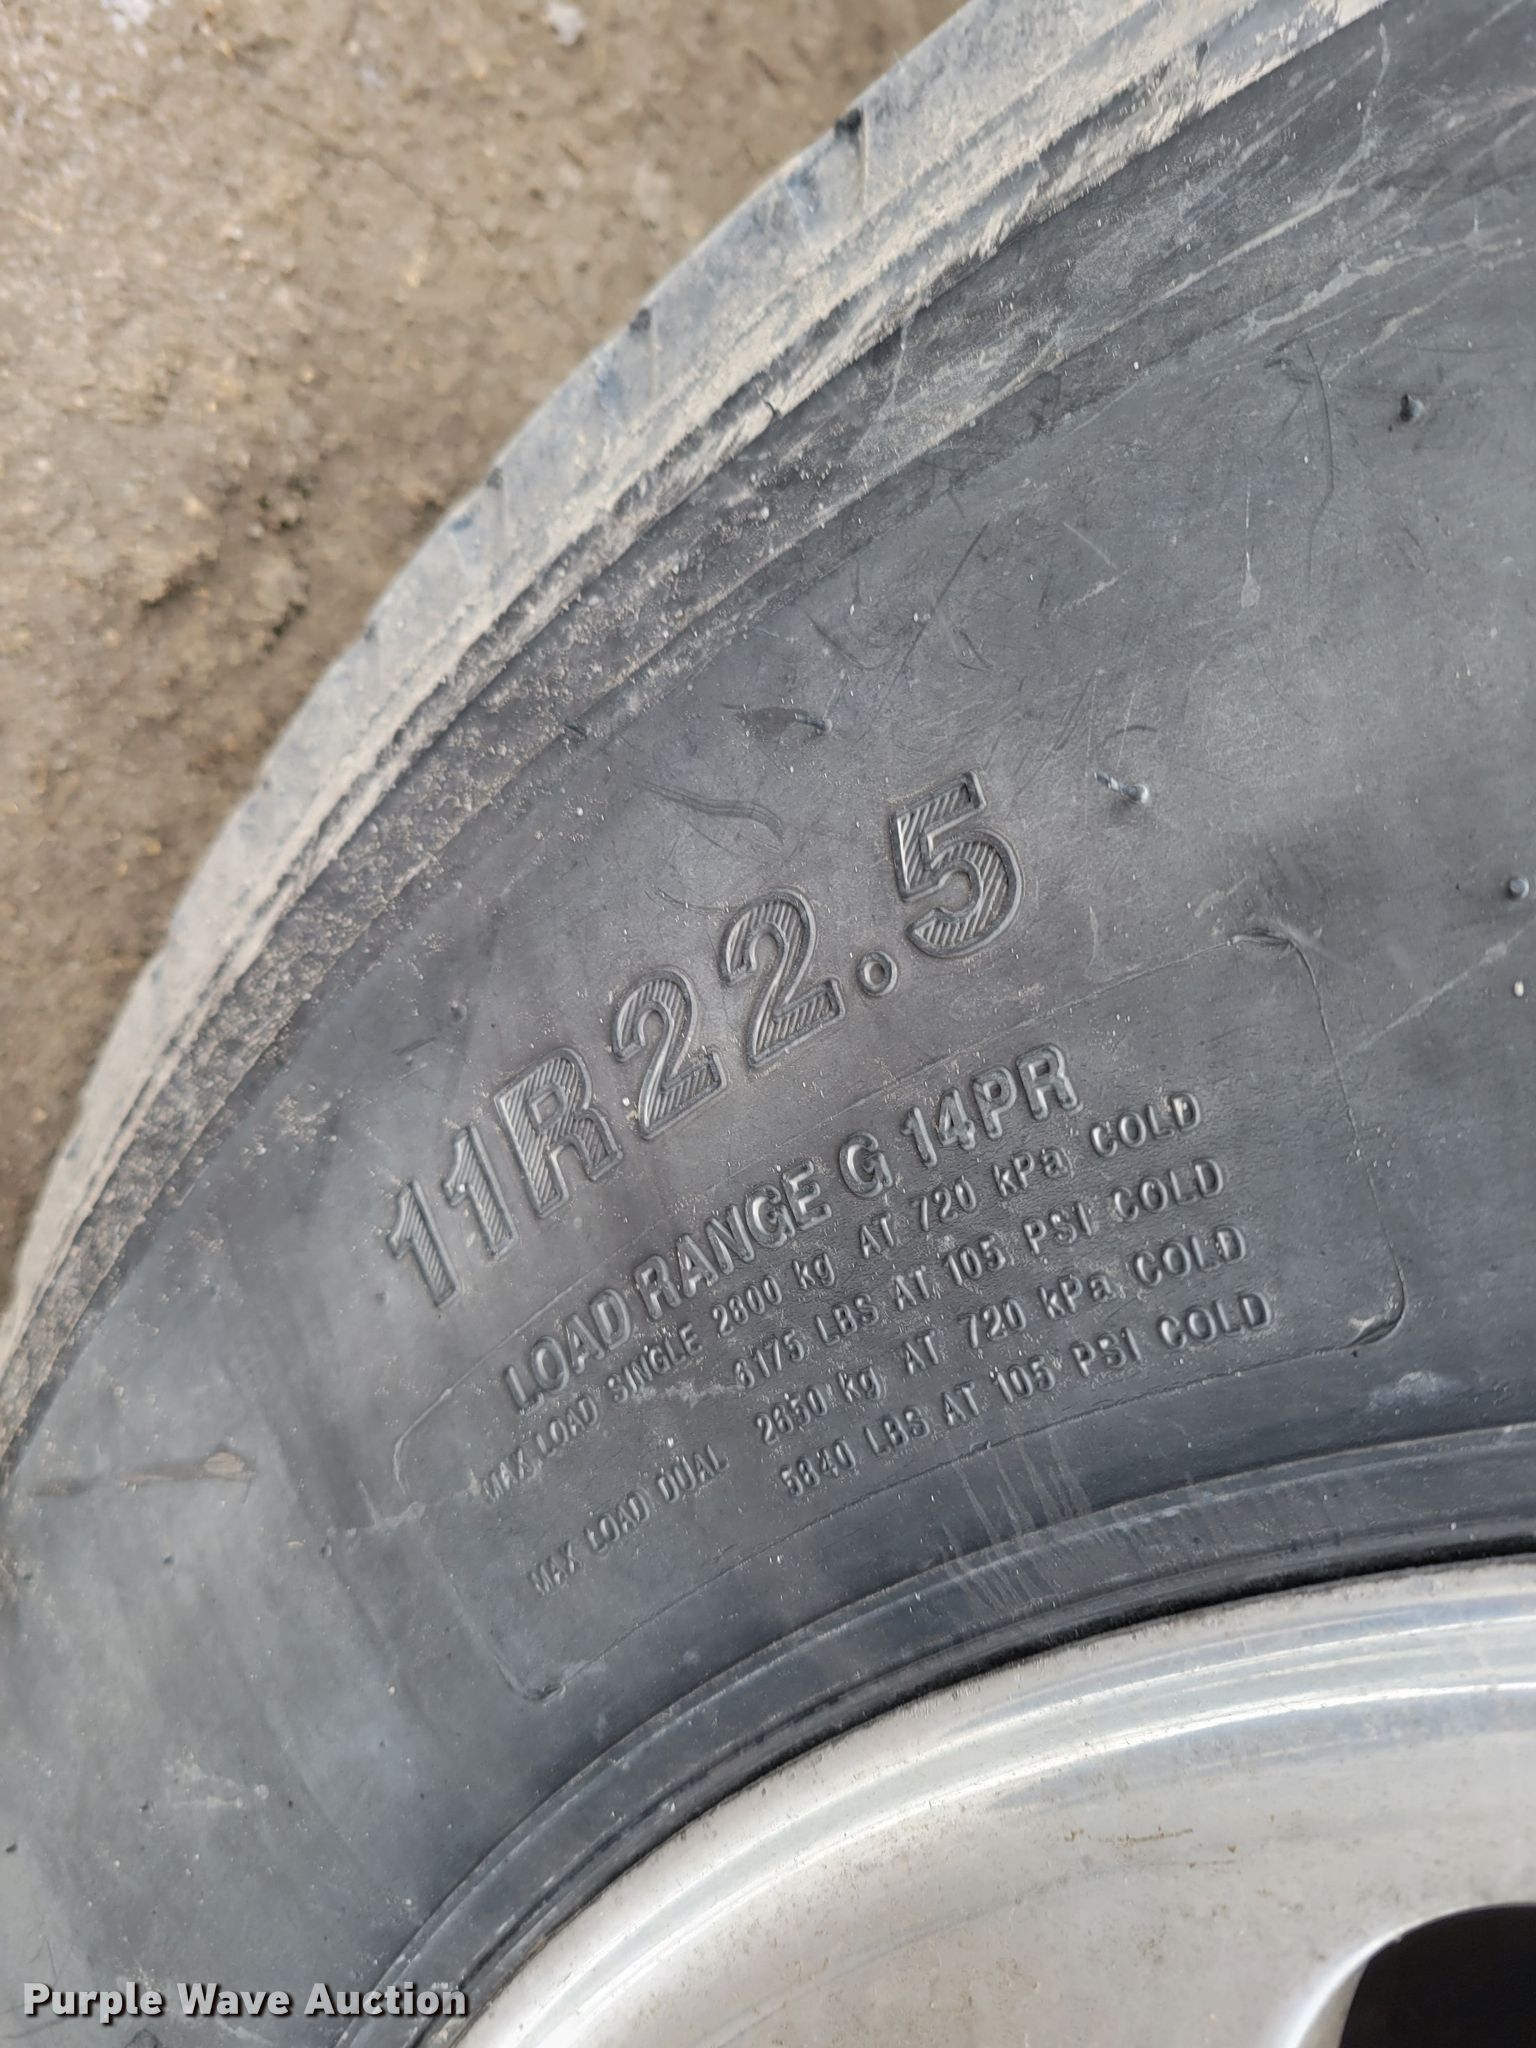 11R22.5
LOAD RANGE G 14PR
MAX LOAD SINGLE 2800 kg AT 720 kPa COLD
6175 LBS AT 105 PSI COLD
MAX LOAD DUAL 2650 kg AT 720 kPa COLD
5840 LBS AT 105 PSI COLD
Purple Wave Auction